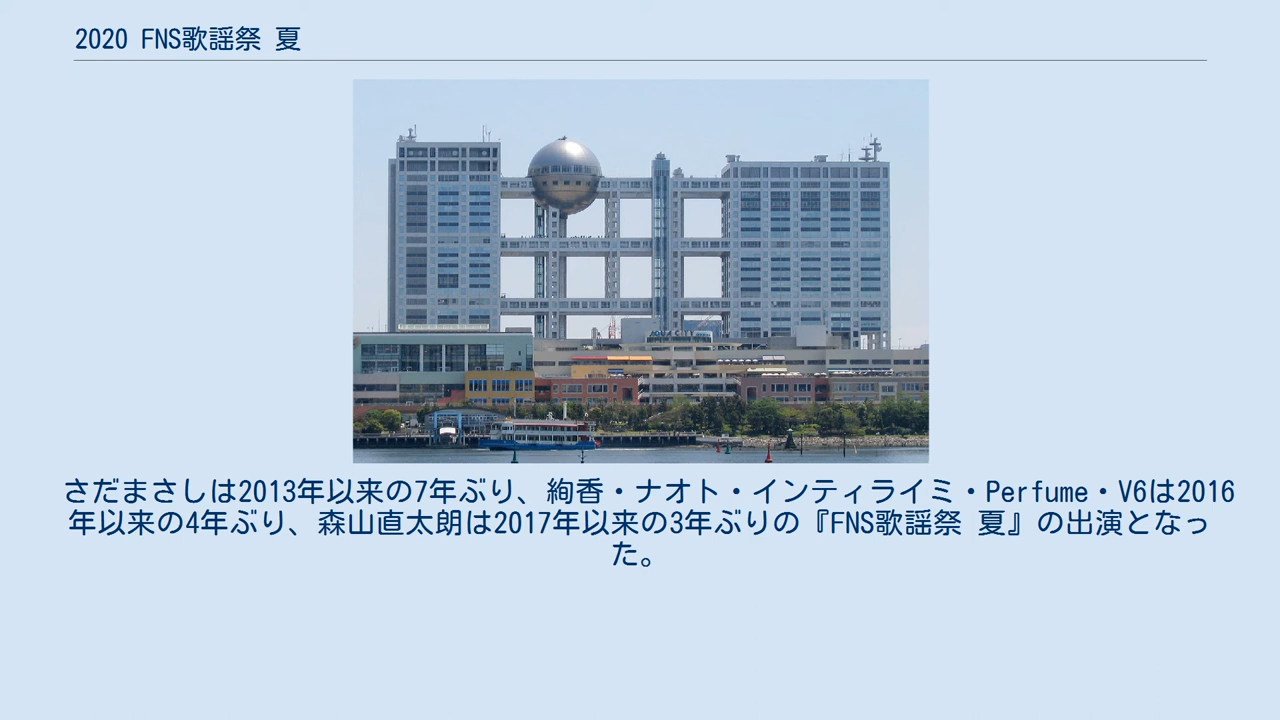 2020 FNS歌謡祭 夏
さだまさしは2013年以来の7年ぶり、絢香・ナオト・インティライミ・Perfume・V6は2016
年以来の4年ぶり、森山直太朗は2017年以来の3年ぶりの『FNS歌謡祭 夏』の出演となっ
た。